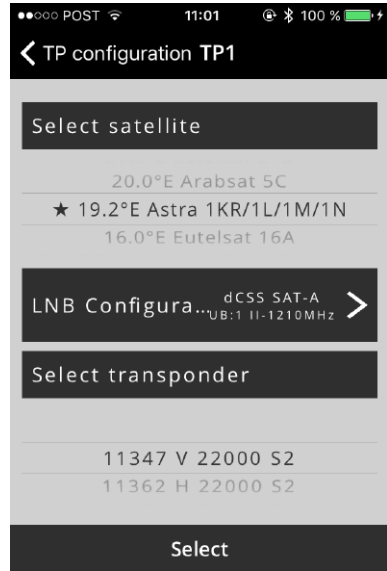 POST 11:01 100 %
TP configuration TP1
Select satellite
20.0°E Arabsat 5C
★ 19.2°E Astra 1KR/1L/1M/1N
16.0°E Eutelsat 16A
LNB Configura... dCSS SAT-A
UB:1 II-1210MHz
Select transponder
11347 V 22000 S2
11362 H 22000 S2
Select